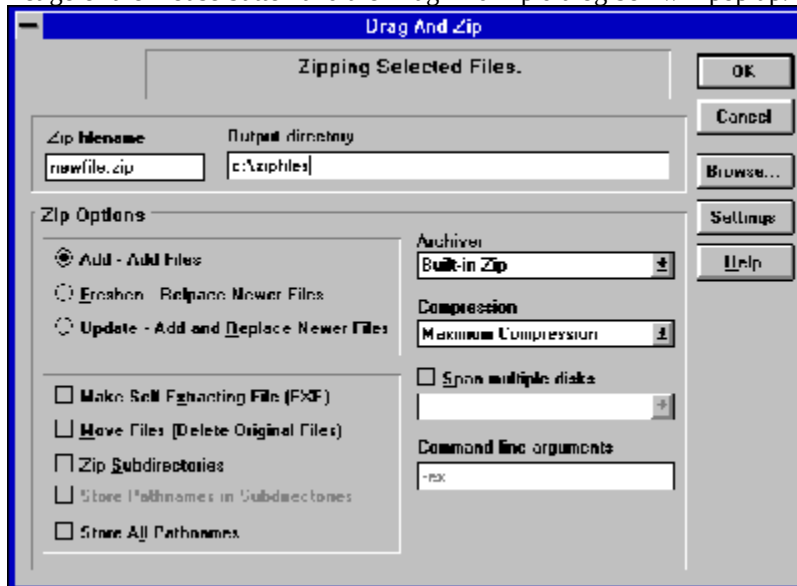 Drag And Zip
Zipping Selected Files.
OK
Cancel
Browse...
Settings
Help
Zip filename
Output directory
newfile.zip
c:\zipfiles
Zip Options
Add - Add Files
Freshen - Relpace Newer Files
Update - Add and Replace Newer Files
Archiver
Built-in Zip
Compression
Maximum Compression
Make Self Extracting File (EXE)
Move Files (Delete Original Files)
Zip Subdirectories
Store Pathnames in Subdirectories
Store All Pathnames
Span multiple disks
Command line arguments
-ex